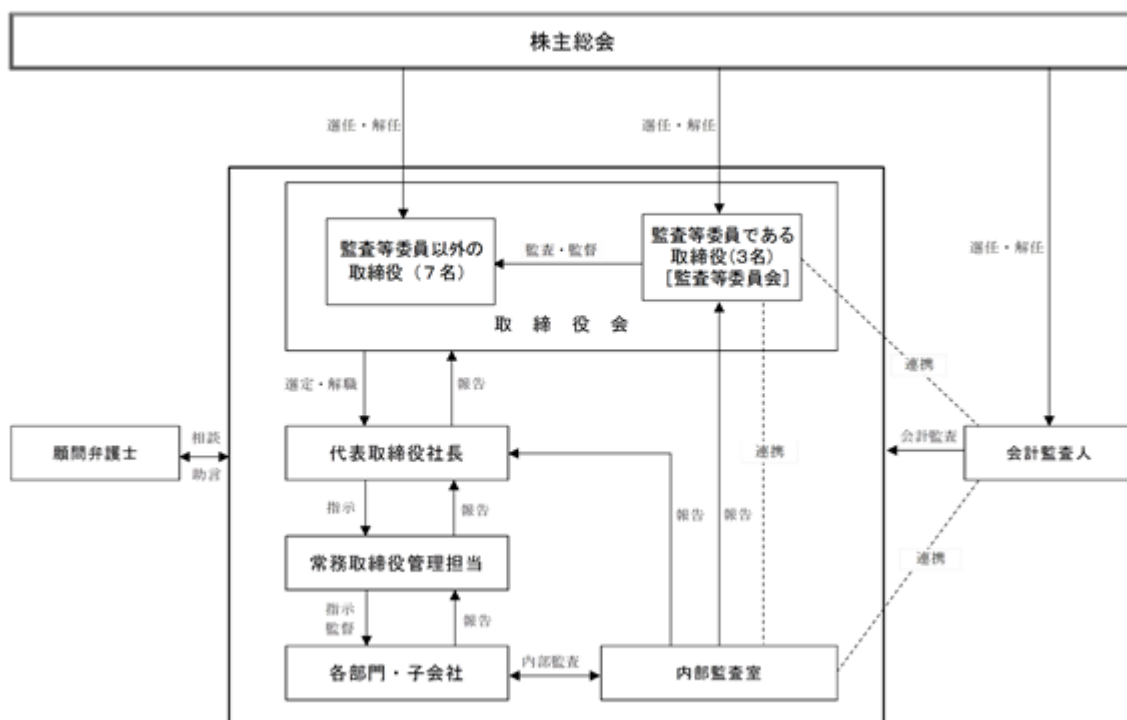 株主総会
選任・解任
選任・解任
選任・解任
監査等委員以外の
取締役（７名）
監査・監督
監査等委員である
取締役(3名)
[監査等委員会]
取 締 役 会
選定・解職
報告
連携
顧問弁護士
相談
助言
代表取締役社長
会計監査
会計監査人
連携
指示
報告
報告
報告
常務取締役管理担当
連携
指示
監督
報告
各部門・子会社
内部監査
内部監査室